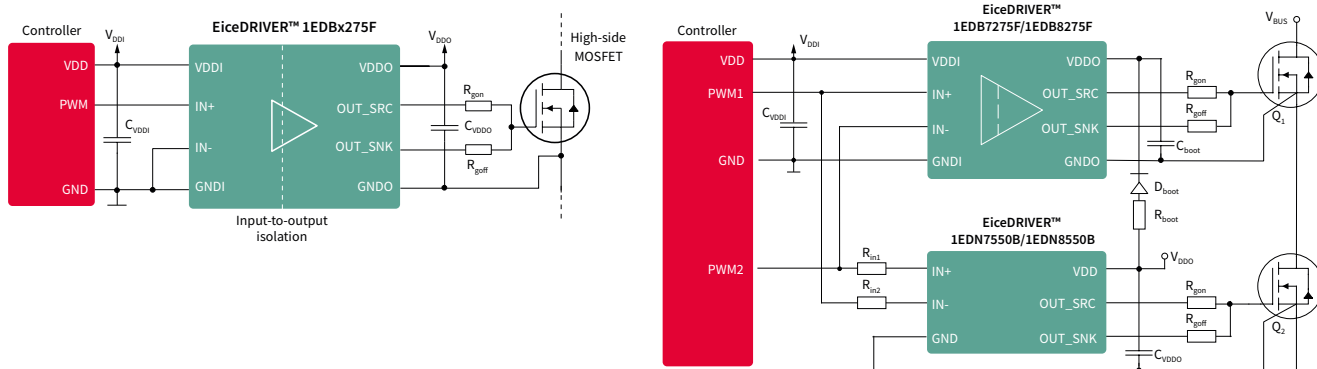 EiceDRIVER™ 1EDBx275F
Controller
VDDI
VDDO
High-side
MOSFET
VDD
VDDI
VDDO
PWM
IN+
OUT_SRC
Rgon
CVDDI
CVDDO
IN-
OUT_SNK
Rgoff
GND
GNDI
GNDO
Input-to-output
isolation
EiceDRIVER™
1EDB7275F/1EDB8275F
Controller
VBUS
VDDI
VDD
VDDI
VDDO
PWM1
IN+
OUT_SRC
Rgon
CVDDI
IN-
OUT_SNK
Rgoff
Q1
Cboot
GND
GNDI
GNDO
Dboot
Rboot
EiceDRIVER™
1EDN7550B/1EDN8550B
PWM2
Rin1
IN+
VDD
VDDO
Rin2
IN-
OUT_SRC
Rgon
Rgoff
Q2
GND
OUT_SNK
CVDDO